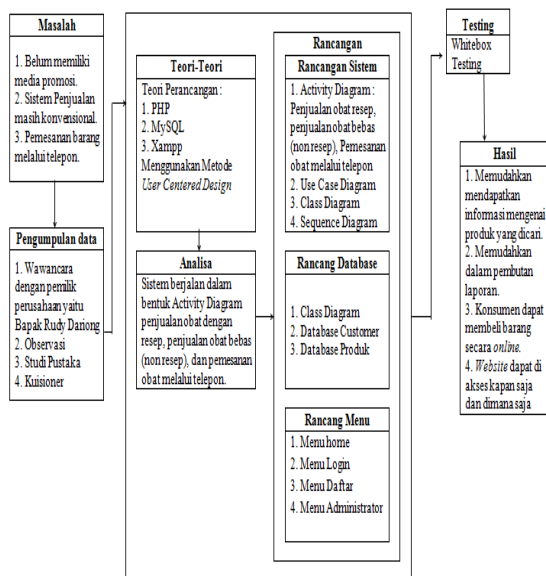 Masalah
1. Belum memiliki
media promosi.
2. Sistem Penjualan
masih konvensional.
3. Pemesanan barang
melalui telepon.
Pengumpulan data
1. Wawancara
dengan pemilik
perusahaan yaitu
Bapak Rudy Dariong
2. Observasi
3. Studi Pustaka
4. Kuisioner
Teori-Teori
Teori Perancangan :
1. PHP
2. MySQL
3. Xampp
Menggunakan Metode
User Centered Design
Analisa
Sistem berjalan dalam
bentuk Activity Diagram
penjualan obat dengan
resep, penjualan obat bebas
(non resep), dan pemesanan
obat melalui telepon.
Rancangan
Rancangan Sistem
1. Activity Diagram :
Penjualan obat resep,
penjualan obat bebas
(non resep), Pemesanan
obat melalui telepon
2. Use Case Diagram
3. Class Diagram
4. Sequence Diagram
Rancang Database
1. Class Diagram
2. Database Customer
3. Database Produk
Rancang Menu
1. Menu home
2. Menu Login
3. Menu Daftar
4. Menu Administrator
Testing
Whitebox
Testing
Hasil
1. Memudahkan
mendapatkan
informasi mengenai
produk yang dicari.
2. Memudahkan
dalam pembutan
laporan.
3. Konsumen dapat
membeli barang
secara online.
4. Website dapat di
akses kapan saja
dan dimana saja